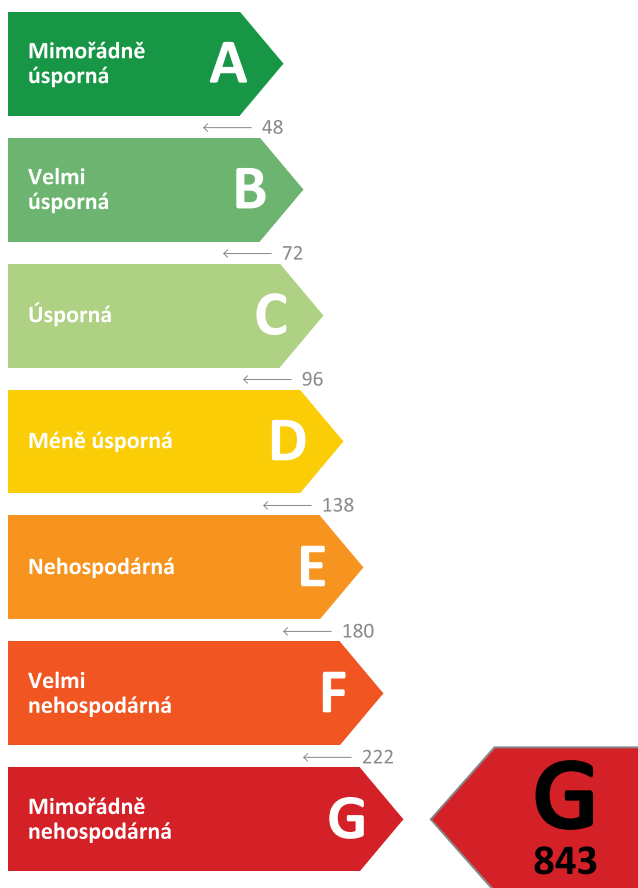 Mimořádně
úsporná
A
48
Velmi
úsporná
B
72
Úsporná
C
96
Méně úsporná
D
138
Nehospodárná
E
180
Velmi
nehospodárná
F
222
Mimořádně
nehospodárná
G
G
843